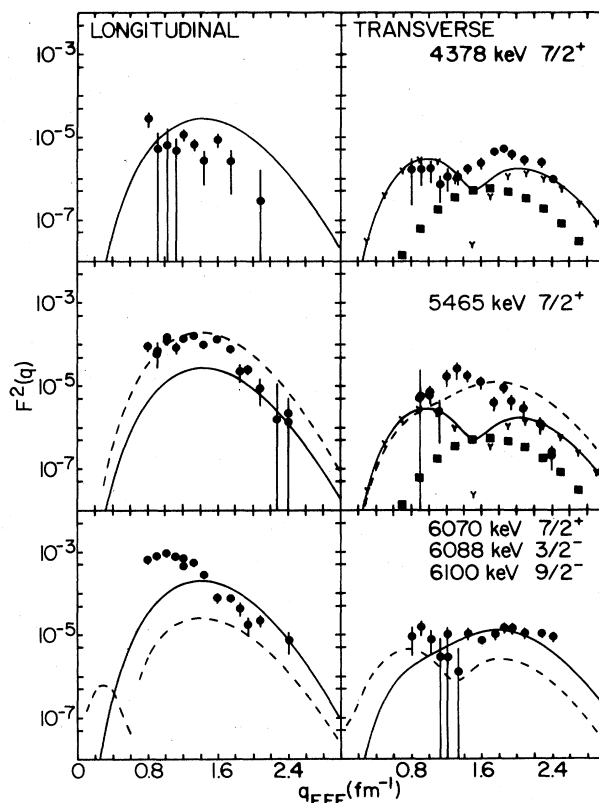 LONGITUDINAL
TRANSVERSE
4378 keV 7/2+
10⁻³
10⁻⁵
10⁻⁷
5465 keV 7/2+
10⁻³
10⁻⁵
10⁻⁷
F²(q)
6070 keV 7/2+
6088 keV 3/2⁻
6100 keV 9/2⁻
10⁻³
10⁻⁵
10⁻⁷
0 0.8 1.6 2.4 0.8 1.6 2.4
qEFF(fm⁻¹)